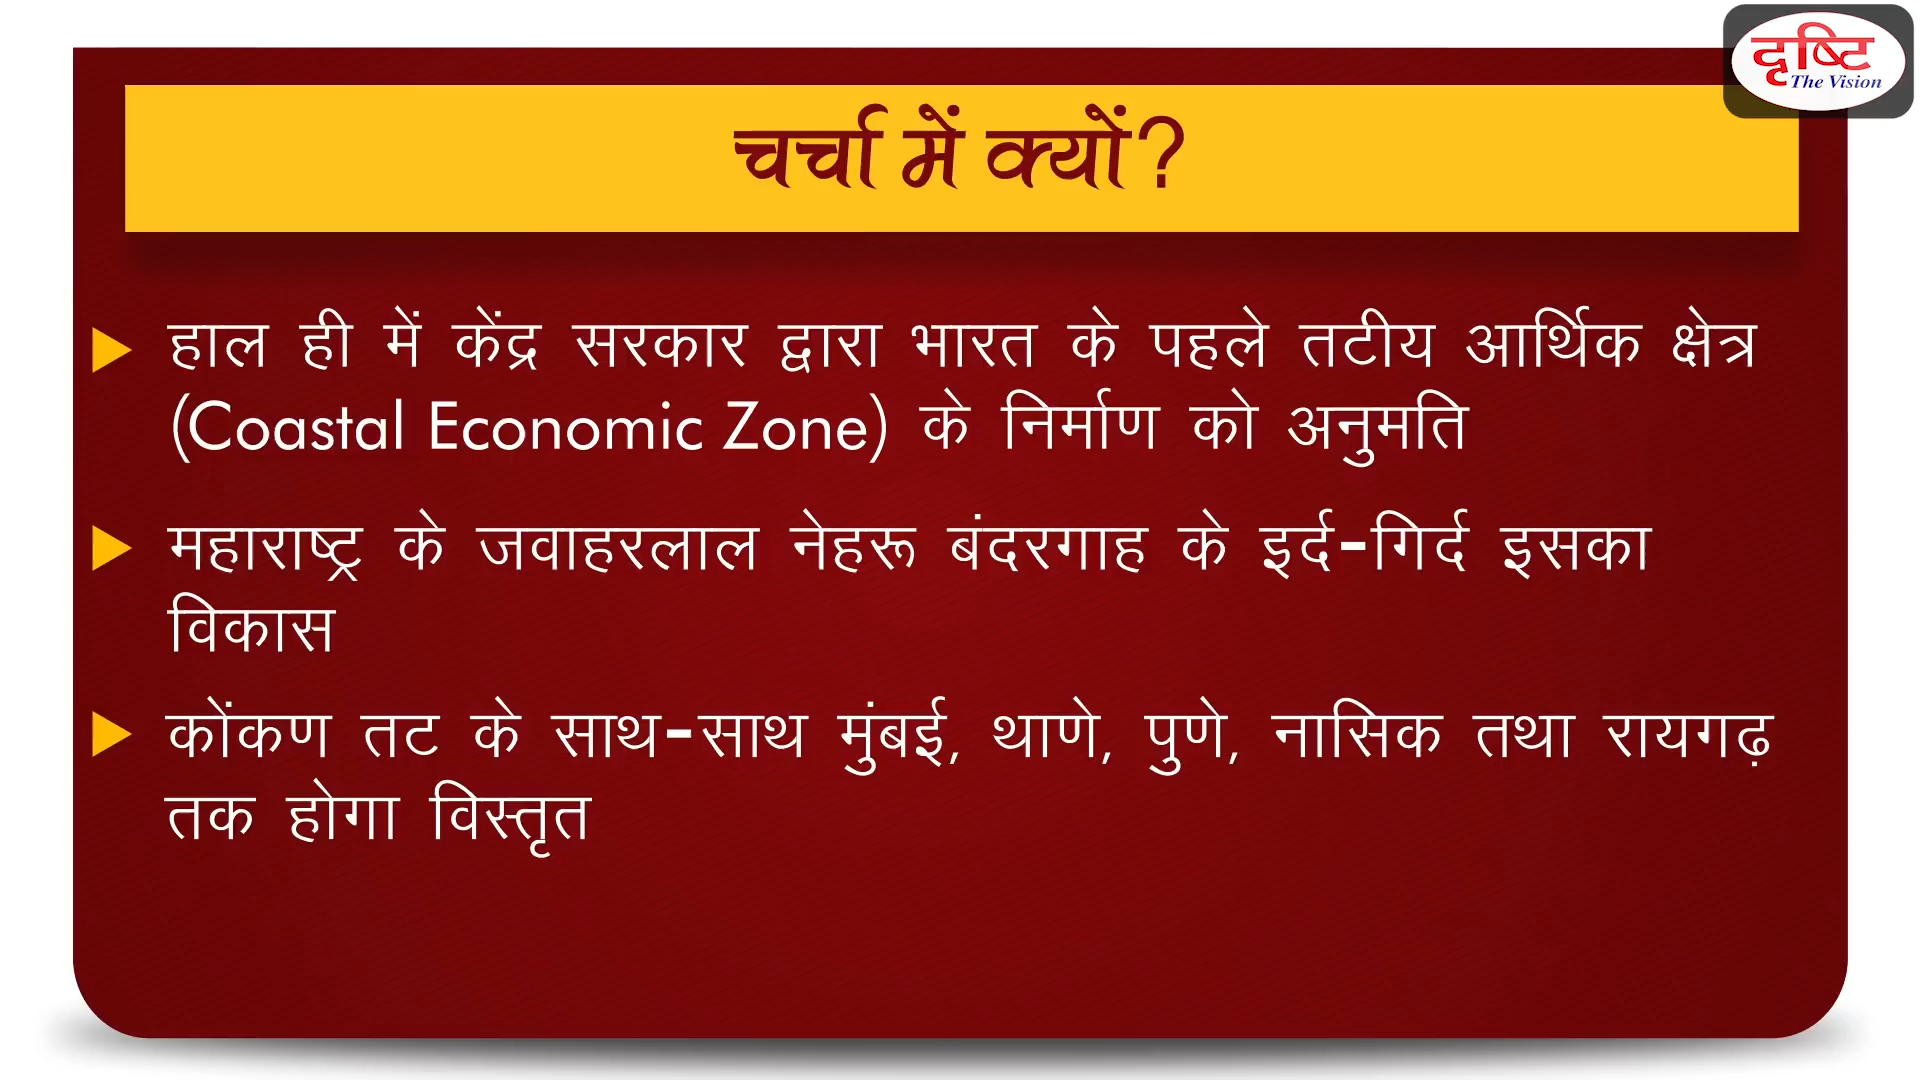 दृष्टि
The Vision
चर्चा में क्यों?
हाल ही में केंद्र सरकार द्वारा भारत के पहले तटीय आर्थिक क्षेत्र
(Coastal Economic Zone) के निर्माण को अनुमति
महाराष्ट्र के जवाहरलाल नेहरू बंदरगाह के इर्द-गिर्द इसका
विकास
कोंकण तट के साथ-साथ मुंबई, थाणे, पुणे, नासिक तथा रायगढ़
तक होगा विस्तृत